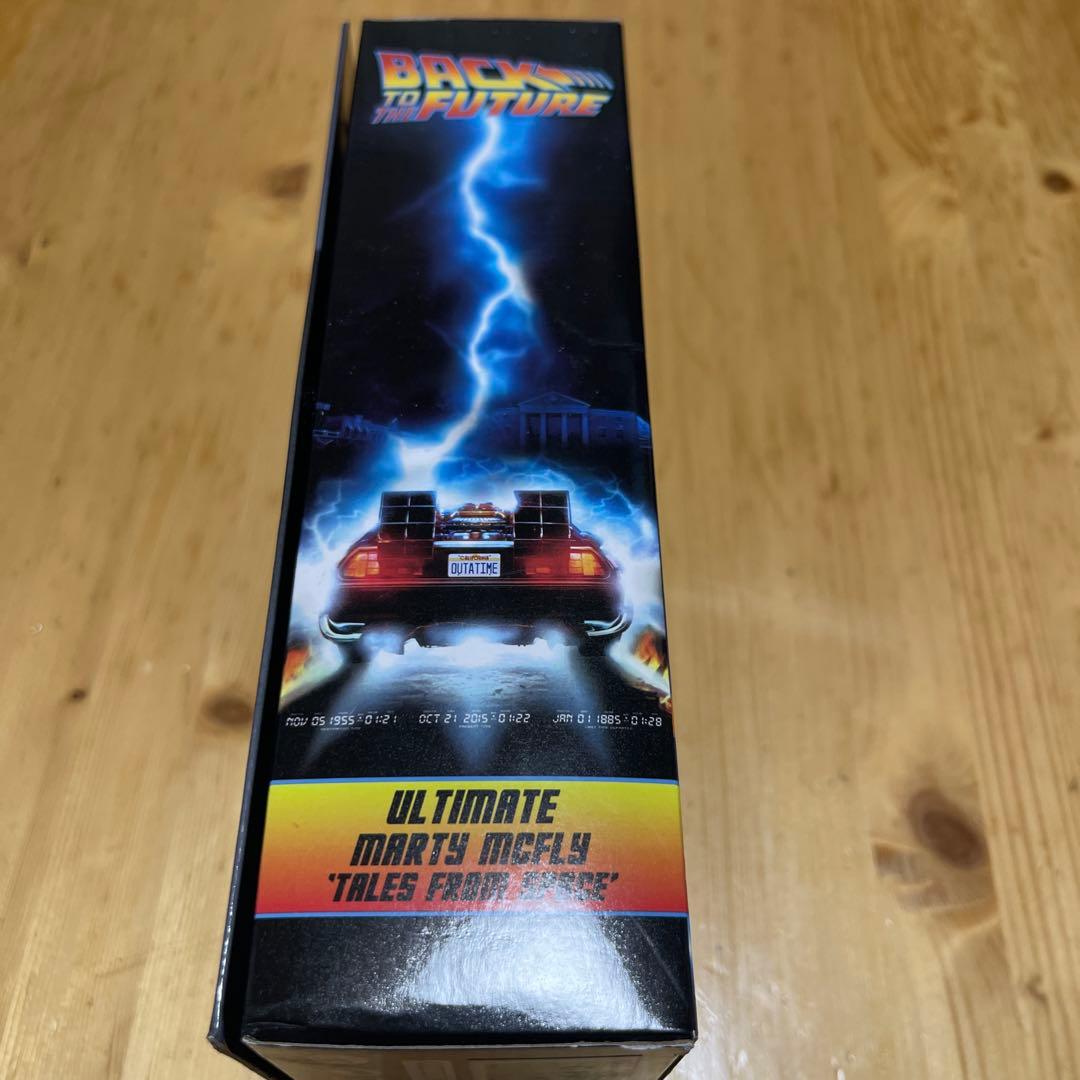 BACK
TO
THE FUTURE
CALIFORNIA
OUTATIME
NOV 05 1955 01:21 OCT 21 2015 01:22 JAN 01 1885 01:28
ULTIMATE
MARTY MCFLY
'TALES FROM SPACE'